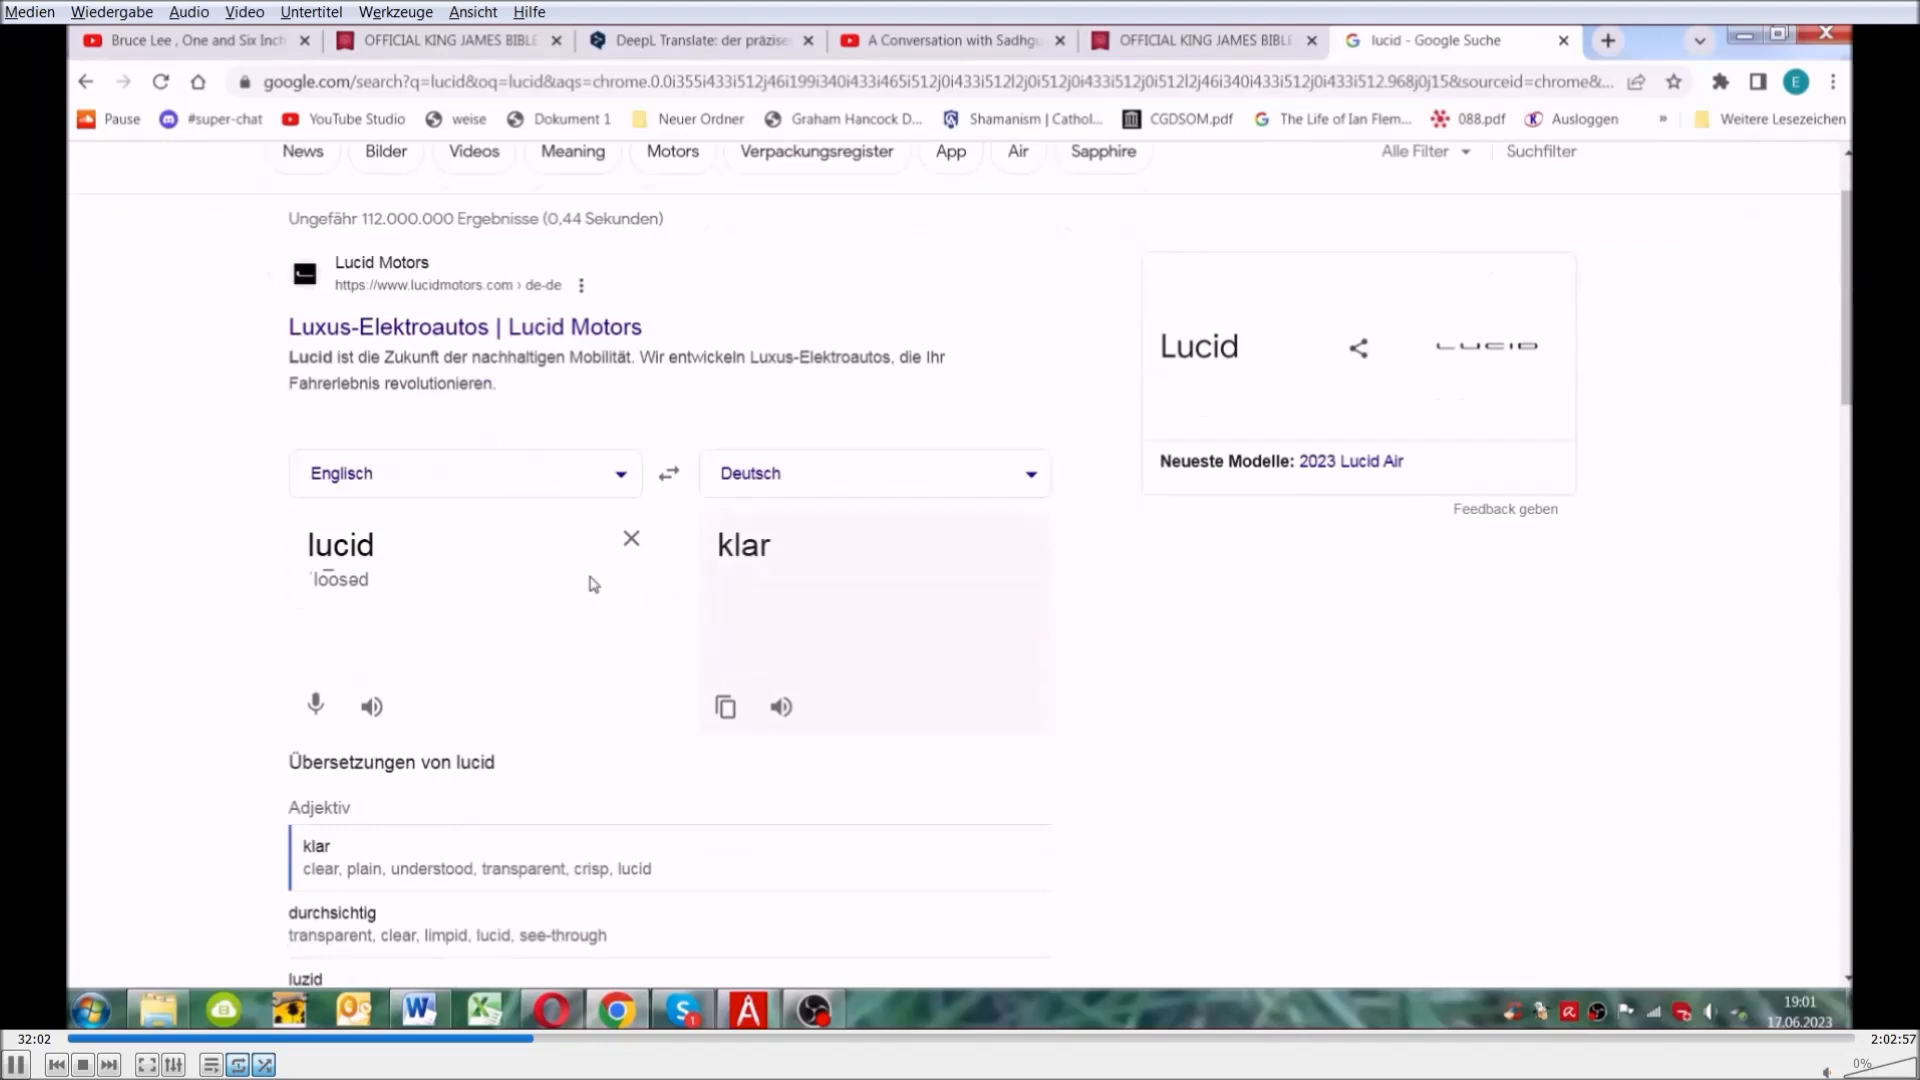 Medien Wiedergabe Audio Video Untertitel Werkzeuge Ansicht Hilfe
Bruce Lee , One and Six Inch
OFFICIAL KING JAMES BIBLE
DeepL Translate: der präzise
A Conversation with Sadhgu
OFFICIAL KING JAMES BIBLE
lucid - Google Suche
google.com/search?q=lucid&oq=lucid&aqs=chrome.0.0i355i433i512j46i199i340i433i465i512j0i433i512l2j0i512j0i433i512j0i512l2j46i340i433i512j0i433i512.968j0j15&sourceid=chrome&...
E
Pause #super-chat YouTube Studio weise Dokument 1 Neuer Ordner Graham Hancock D... Shamanism | Cathol... CGDSOM.pdf The Life of Ian Flem... 088.pdf Ausloggen » Weitere Lesezeichen
News Bilder Videos Meaning Motors Verpackungsregister App Air Sapphire Alle Filter Suchfilter
Ungefähr 112.000.000 Ergebnisse (0,44 Sekunden)
Lucid Motors
https://www.lucidmotors.com › de-de
Luxus-Elektroautos | Lucid Motors
Lucid ist die Zukunft der nachhaltigen Mobilität. Wir entwickeln Luxus-Elektroautos, die Ihr
Fahrerlebnis revolutionieren.
Lucid
LUCID
Neueste Modelle: 2023 Lucid Air
Feedback geben
Englisch Deutsch
lucid klar
ˈlo͞osəd
Übersetzungen von lucid
Adjektiv
klar
clear, plain, understood, transparent, crisp, lucid
durchsichtig
transparent, clear, limpid, lucid, see-through
luzid
19:01
17.06.2023
32:02 2:02:57
0%